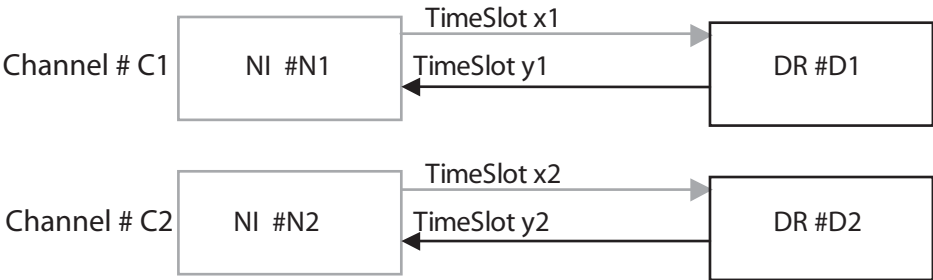 TimeSlot x1
Channel # C1 NI #N1 TimeSlot y1 DR #D1
TimeSlot x2
Channel # C2 NI #N2 TimeSlot y2 DR #D2